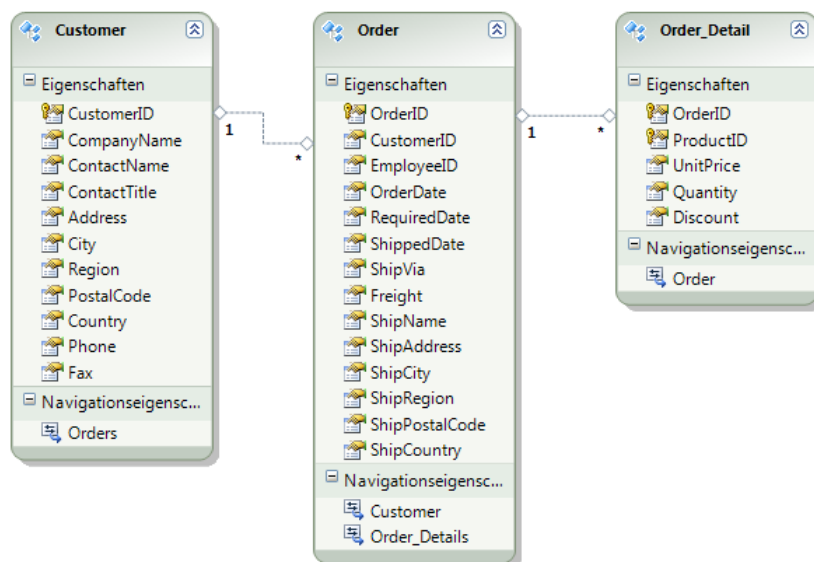 Customer
Eigenschaften
CustomerID
CompanyName
ContactName
ContactTitle
Address
City
Region
PostalCode
Country
Phone
Fax
Navigationseigensc...
Orders
1
*
Order
Eigenschaften
OrderID
CustomerID
EmployeeID
OrderDate
RequiredDate
ShippedDate
ShipVia
Freight
ShipName
ShipAddress
ShipCity
ShipRegion
ShipPostalCode
ShipCountry
Navigationseigensc...
Customer
Order_Details
1
*
Order_Detail
Eigenschaften
OrderID
ProductID
UnitPrice
Quantity
Discount
Navigationseigensc...
Order